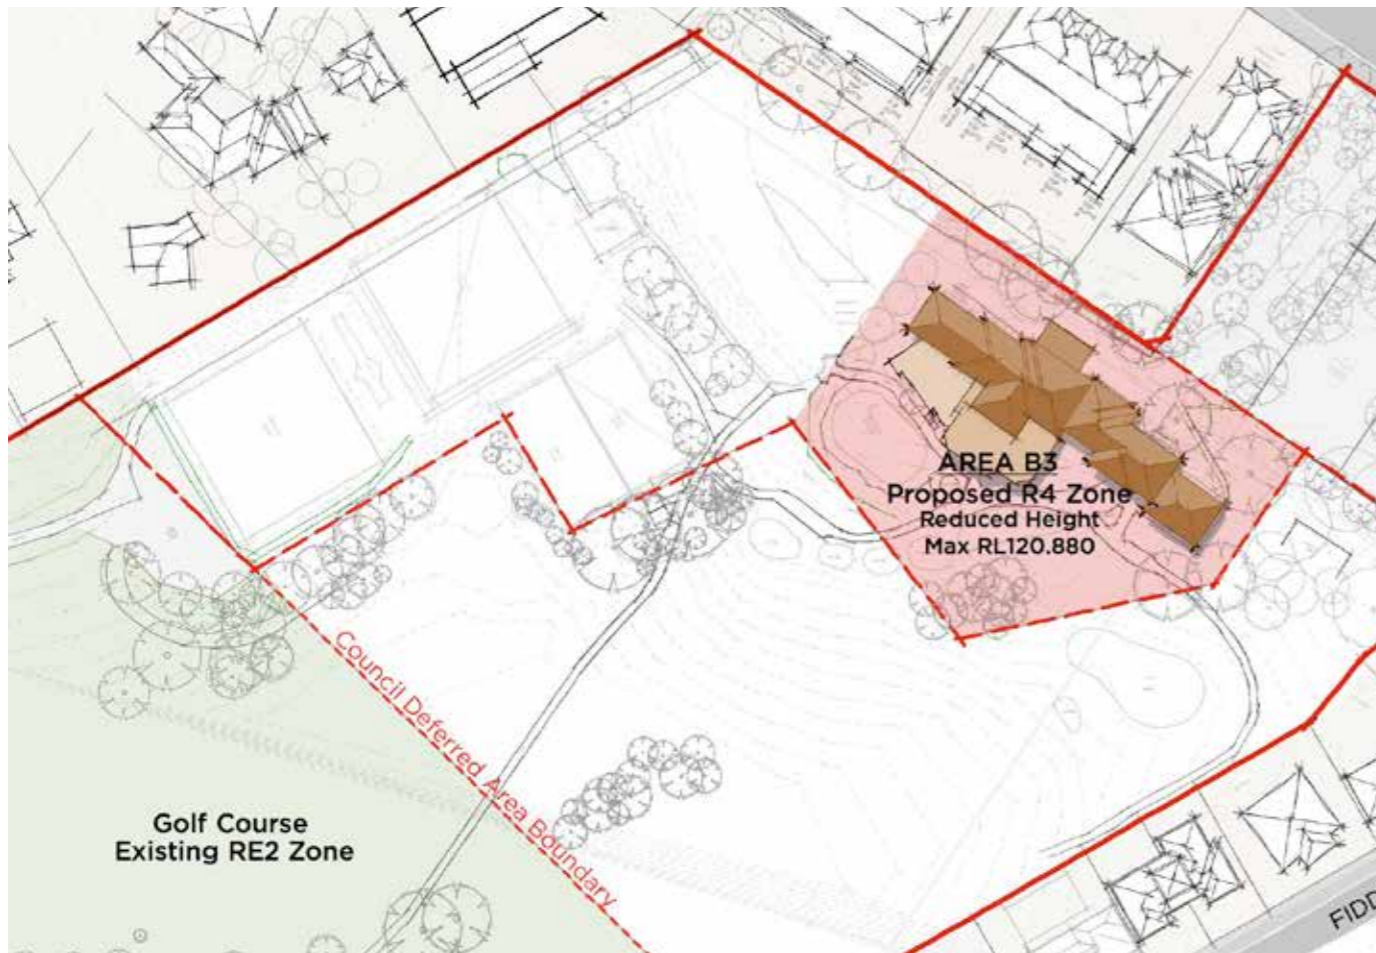 AREA B3
Proposed R4 Zone
Reduced Height
Max RL120.880
Council Deferred Area Boundary
Golf Course
Existing RE2 Zone
FIDD